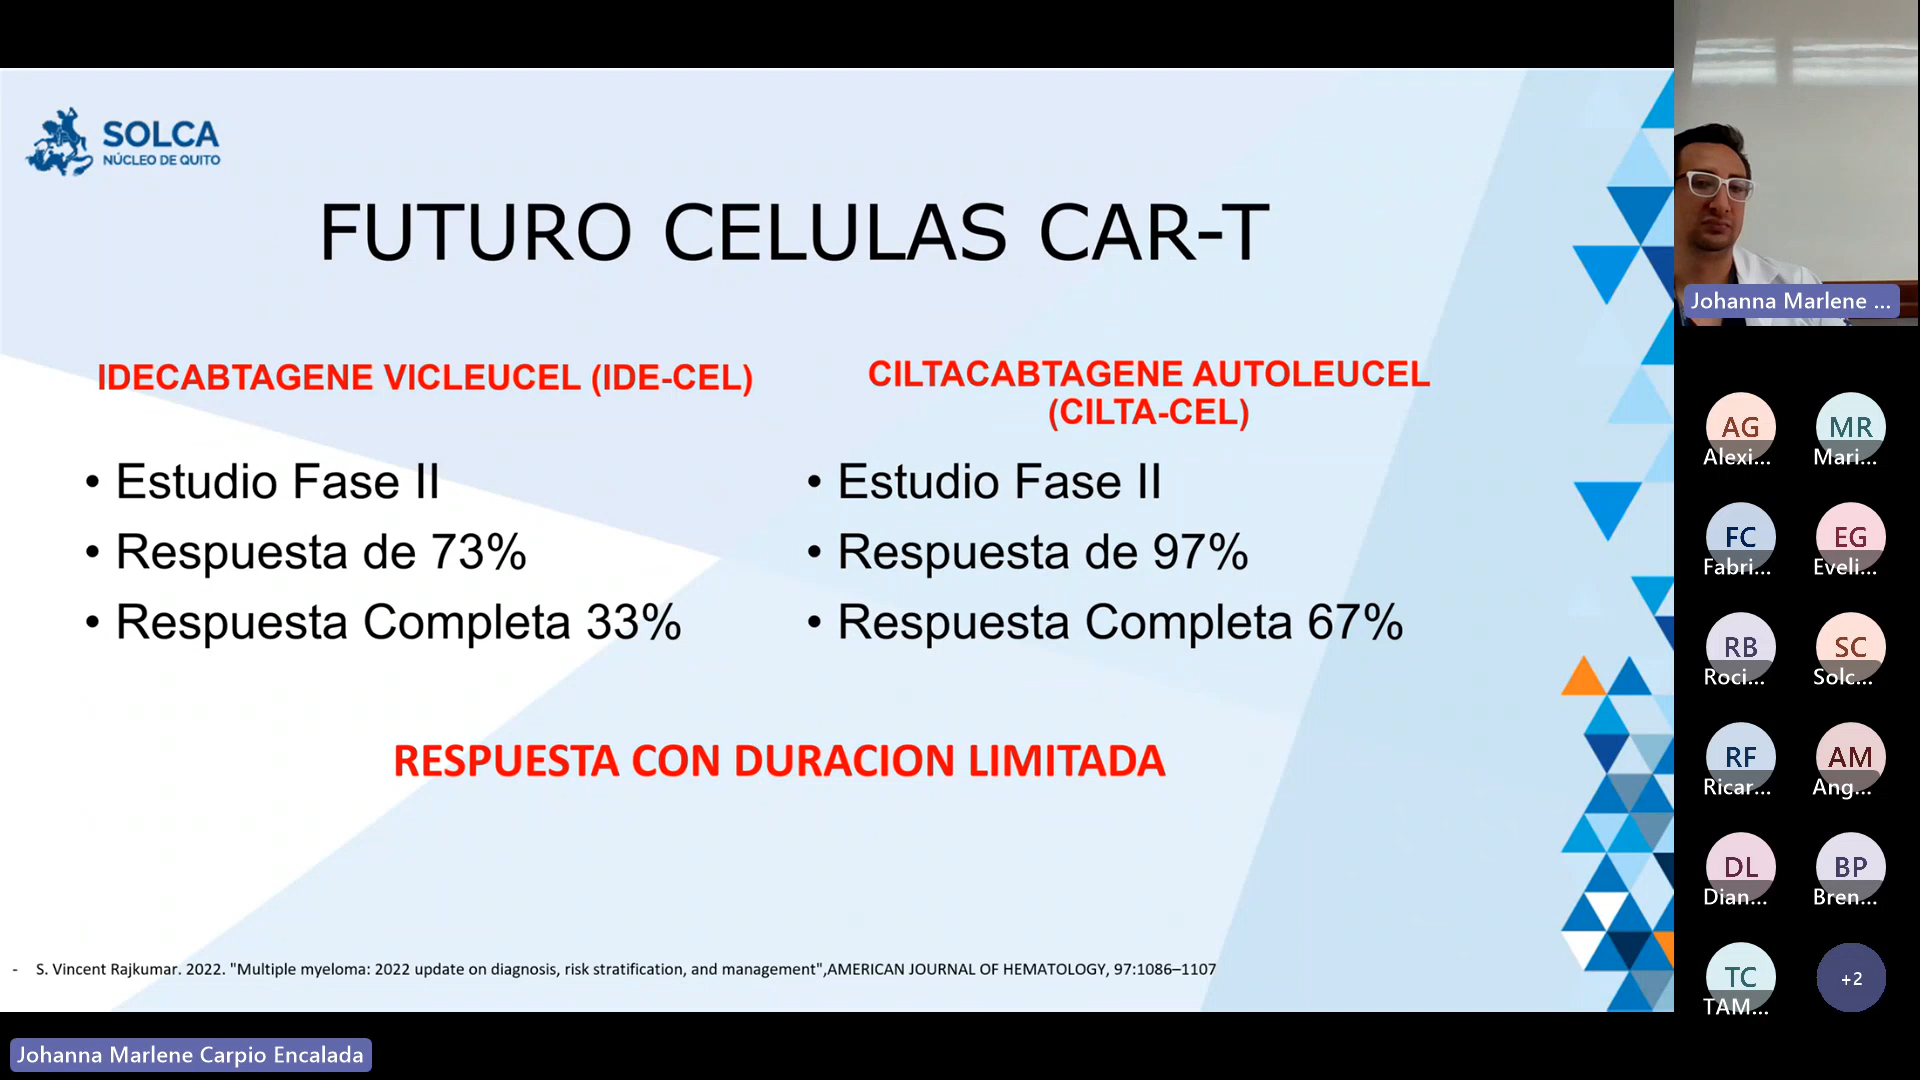 SOLCA
NÚCLEO DE QUITO
FUTURO CELULAS CAR-T
IDECABTAGENE VICLEUCEL (IDE-CEL)
• Estudio Fase II
• Respuesta de 73%
• Respuesta Completa 33%
CILTACABTAGENE AUTOLEUCEL
(CILTA-CEL)
• Estudio Fase II
• Respuesta de 97%
• Respuesta Completa 67%
RESPUESTA CON DURACION LIMITADA
- S. Vincent Rajkumar. 2022. "Multiple myeloma: 2022 update on diagnosis, risk stratification, and management",AMERICAN JOURNAL OF HEMATOLOGY, 97:1086–1107
Johanna Marlene Carpio Encalada
Johanna Marlene ...
AG
Alexi...
MR
Mari...
FC
Fabri...
EG
Eveli...
RB
Roci...
SC
Solc...
RF
Ricar...
AM
Ang...
DL
Dian...
BP
Bren...
TC
TAM...
+2